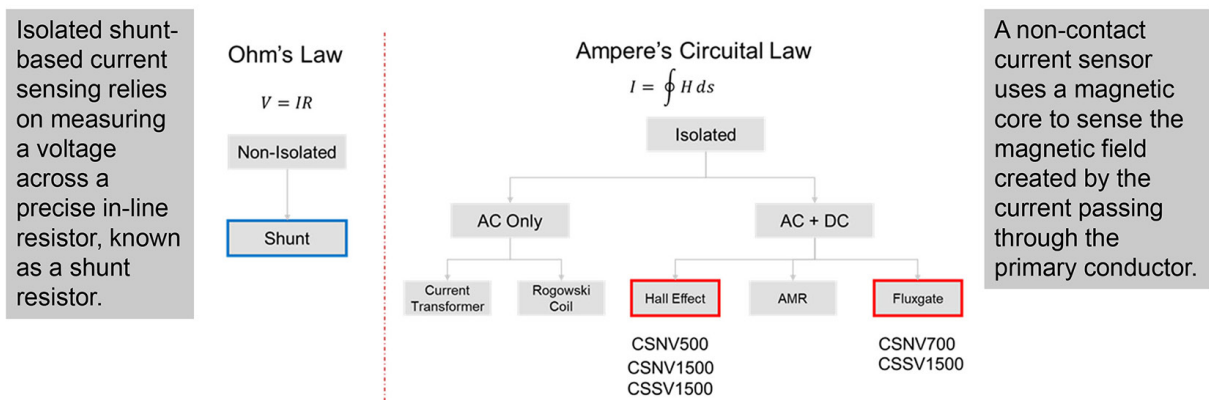 Isolated shunt-
based current
sensing relies
on measuring
a voltage
across a
precise in-line
resistor, known
as a shunt
resistor.
Ohm's Law
V = IR
Non-Isolated
Shunt
Ampere's Circuital Law
I = ∮ H ds
Isolated
AC Only
AC + DC
Current
Transformer
Rogowski
Coil
Hall Effect
AMR
Fluxgate
CSNV500
CSNV1500
CSSV1500
CSNV700
CSSV1500
A non-contact
current sensor
uses a magnetic
core to sense the
magnetic field
created by the
current passing
through the
primary conductor.